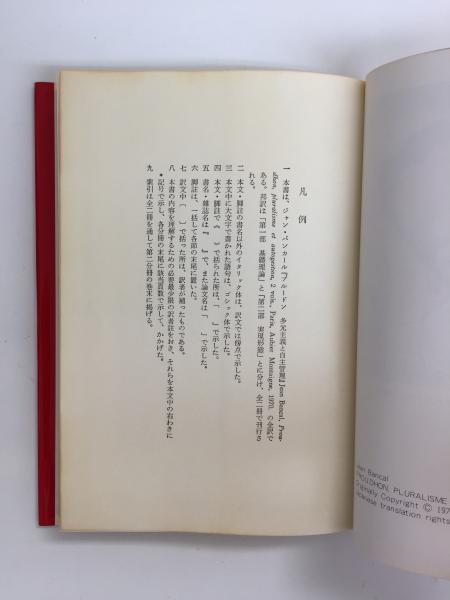 凡例
一 本書は、ジャン・バンカール『プルードン 多元主義と自主管理』Jean Bancal, Prou-
dhon, pluralisme et autogestion, 2 vols., Paris, Aubier Montaigne, 1970. の全訳で
ある。邦訳は「第一部 基礎理論」と「第二部 実現形態」とに分け、全二冊で刊行さ
れる。
二 本文・脚註の書名以外のイタリック体は、訳文では傍点で示した。
三 本文中に大文字で書かれた語句は、ゴシック体で示した。
四 本文・脚註で《 》で括られた所は、「 」で示した。
五 書名・雑誌名は『 』で、また論文名は「 」で示した。
六 脚註は、一括して各節の末尾に置いた。
七 訳文中〔 〕で括った所は、訳者が補ったものである。
八 本書の内容を理解するための必要最少限の訳者註をおき、それらを本文中の右わきに
*記号で示し、各分冊の末尾に該当頁数で示して、かかげた。
九 索引は全二冊を通して第二分冊の巻末に掲げる。
Jean Bancal
PROUDHON, PLURALISME
Originally Copyright © 197
Japanese translation rights